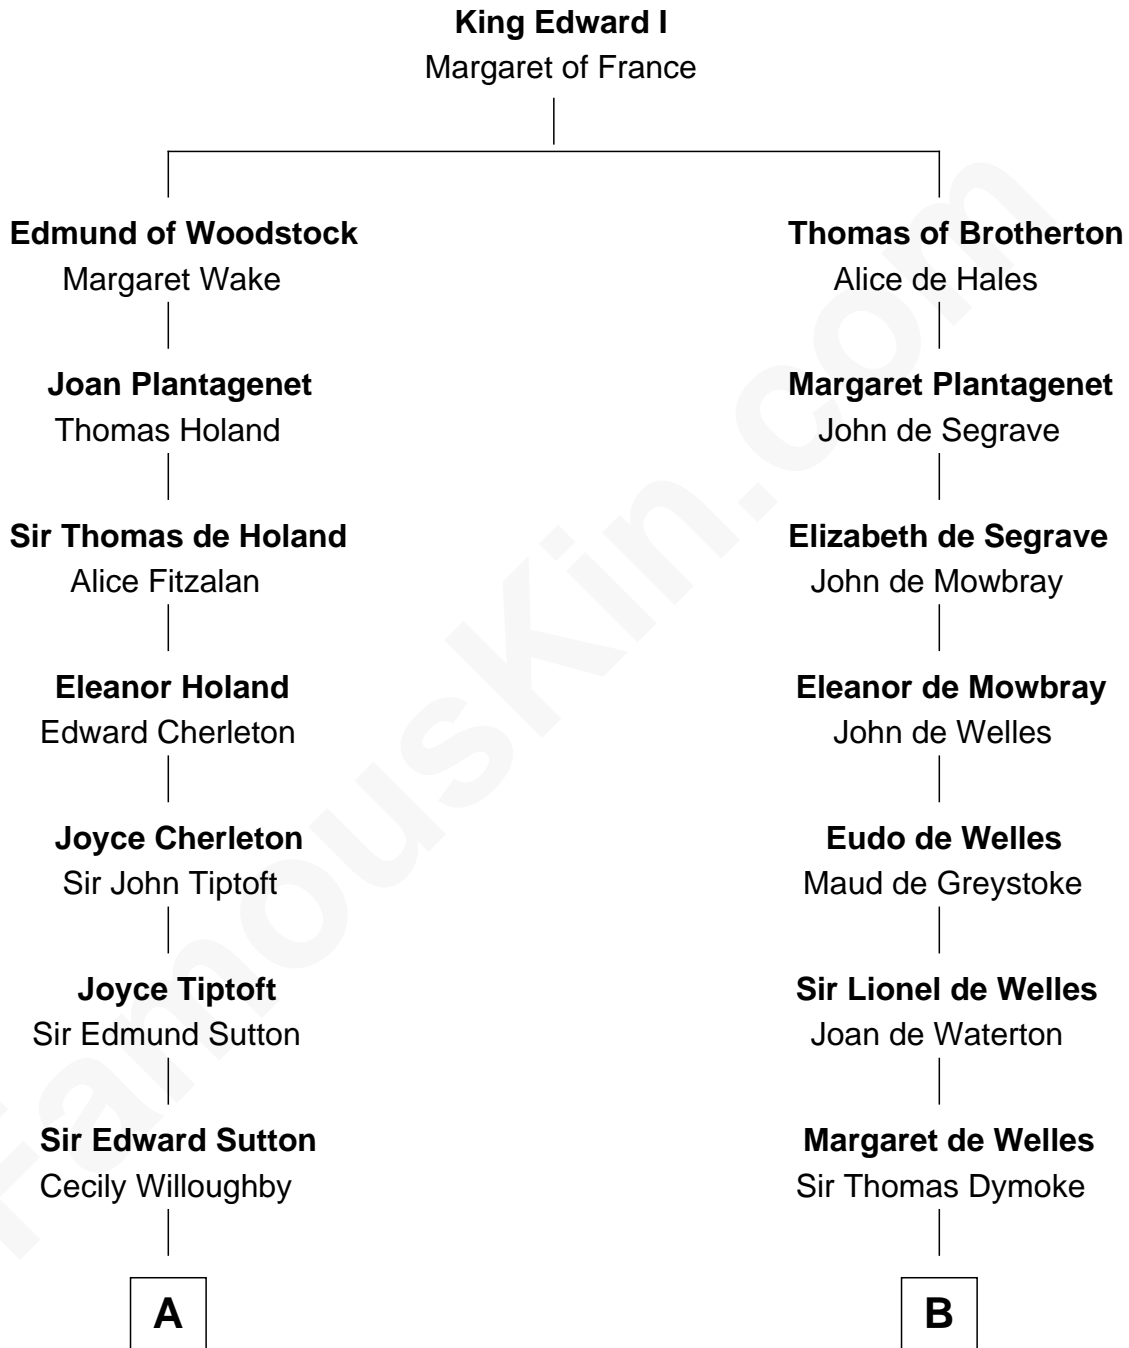 King Edward I
Margaret of France
Edmund of Woodstock
Margaret Wake
Joan Plantagenet
Thomas Holand
Sir Thomas de Holand
Alice Fitzalan
Eleanor Holand
Edward Cherleton
Joyce Cherleton
Sir John Tiptoft
Joyce Tiptoft
Sir Edmund Sutton
Sir Edward Sutton
Cecily Willoughby
A
Thomas of Brotherton
Alice de Hales
Margaret Plantagenet
John de Segrave
Elizabeth de Segrave
John de Mowbray
Eleanor de Mowbray
John de Welles
Eudo de Welles
Maud de Greystoke
Sir Lionel de Welles
Joan de Waterton
Margaret de Welles
Sir Thomas Dymoke
B
FamousKin.com